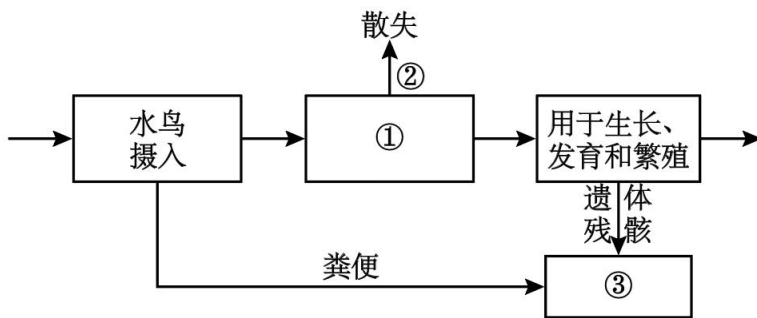 散失
②
水鸟
摄入
①
用于生长、
发育和繁殖
遗体
残骸
粪便
③